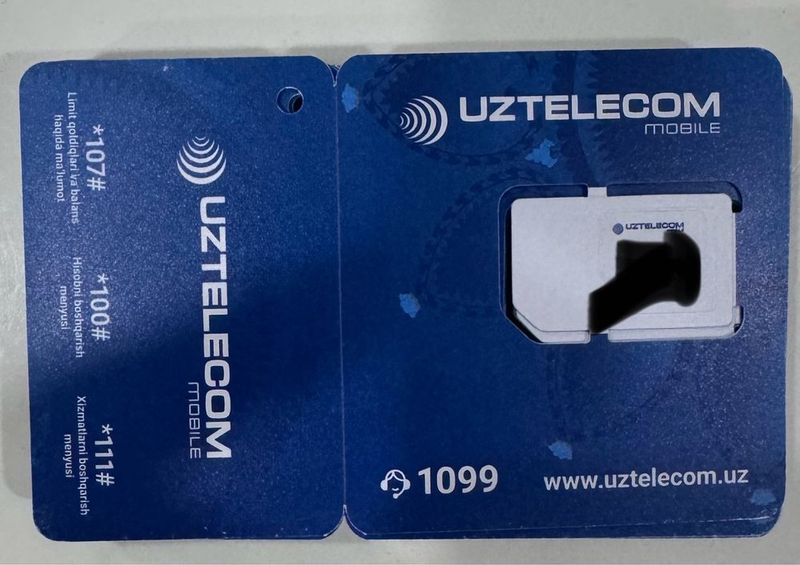 *107#
Limit qoldiqlari va balans
haqida ma'lumot
*100#
Hisobni boshqarish
menyusi
*111#
Xizmatlarni boshqarish
menyusi
UZTELECOM
MOBILE
UZTELECOM
MOBILE
UZTELECOM
1099
www.uztelecom.uz